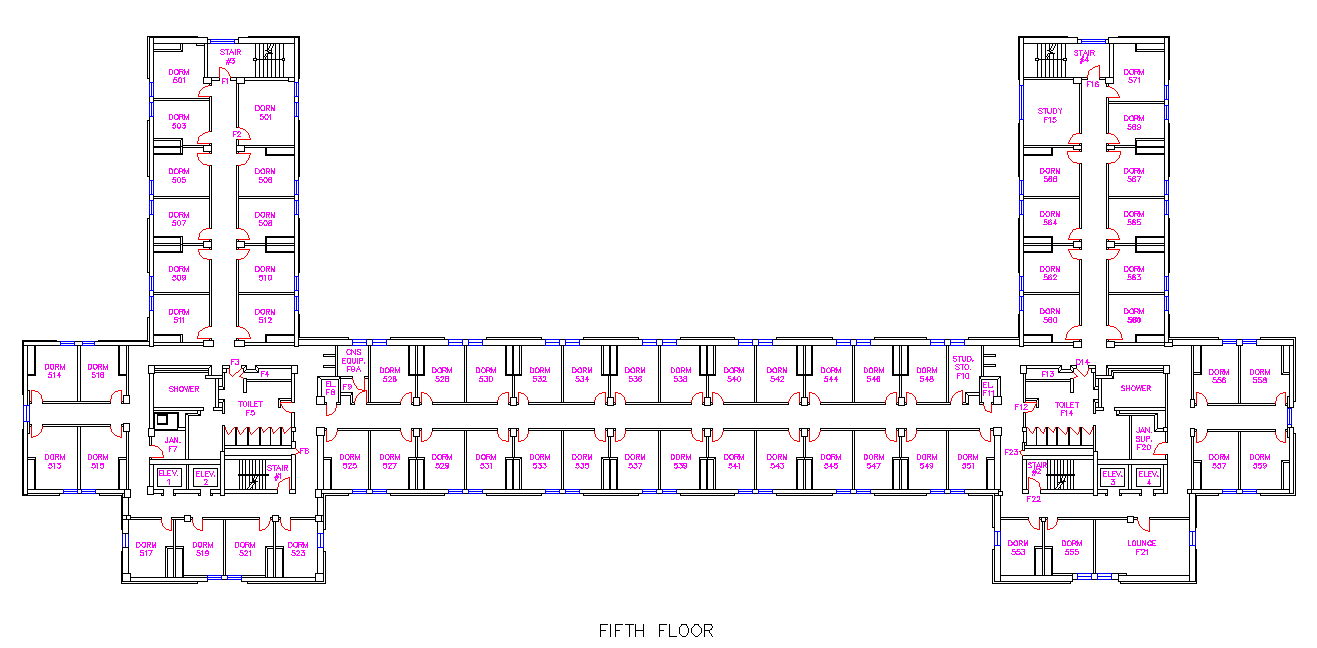 STAIR
#3
DORM
501
F1
DORM
501
F2
DORM
503
DORM
505
DORM
506
DORM
507
DORM
508
DORM
509
DORM
510
DORM
511
DORM
512
STAIR
#4
F16
DORM
571
STUDY
F15
DORM
569
DORM
566
DORM
567
DORM
564
DORM
565
DORM
562
DORM
563
DORM
560
DORM
DORM
514
DORM
516
SHOWER
F3
F4
TOILET
F5
EL.
F8
CNS
EQUIP.
F9A
F9
DORM
526
DORM
528
DORM
530
DORM
532
DORM
534
DORM
536
DORM
538
DORM
540
DORM
542
DORM
544
DORM
546
DORM
548
STUD.
STO.
F10
EL.
F11
F13
D14
F12
TOILET
F14
SHOWER
DORM
556
DORM
558
DORM
513
DORM
515
JAN.
F7
ELEV.
1
ELEV.
2
STAIR
#1
F6
DORM
525
DORM
527
DORM
529
DORM
531
DORM
533
DORM
535
DORM
537
DORM
539
DORM
541
DORM
543
DORM
545
DORM
547
DORM
549
DORM
551
F23
STAIR
#2
F22
JAN.
SUP.
F20
ELEV.
3
ELEV.
4
DORM
557
DORM
559
DORM
517
DORM
519
DORM
521
DORM
523
DORM
553
DORM
555
LOUNGE
F21
FIFTH FLOOR